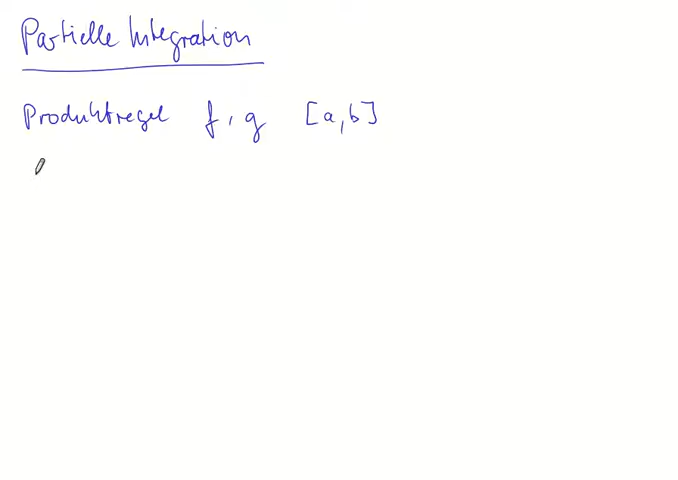 Partielle Integration
Produktregel f, g [a, b]